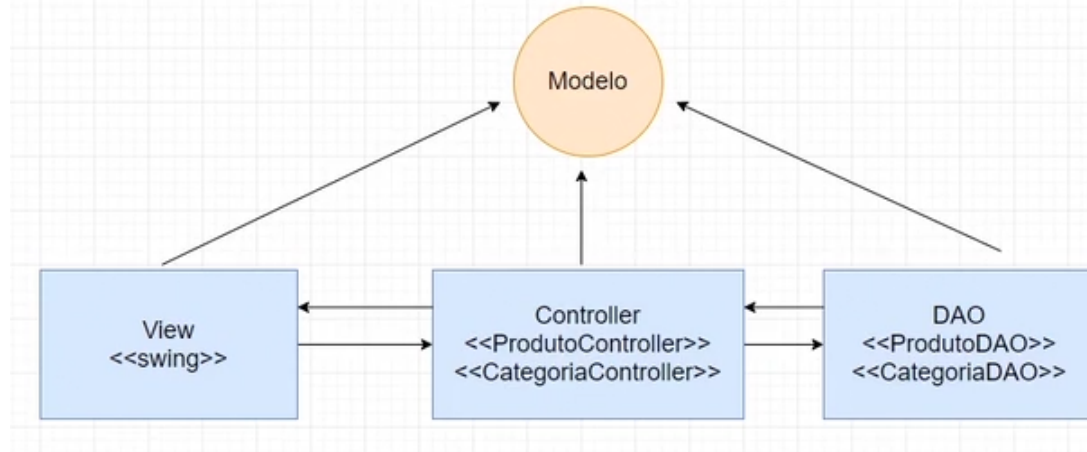 Modelo
View
<<swing>>
Controller
<<ProdutoController>>
<<CategoriaController>>
DAO
<<ProdutoDAO>>
<<CategoriaDAO>>